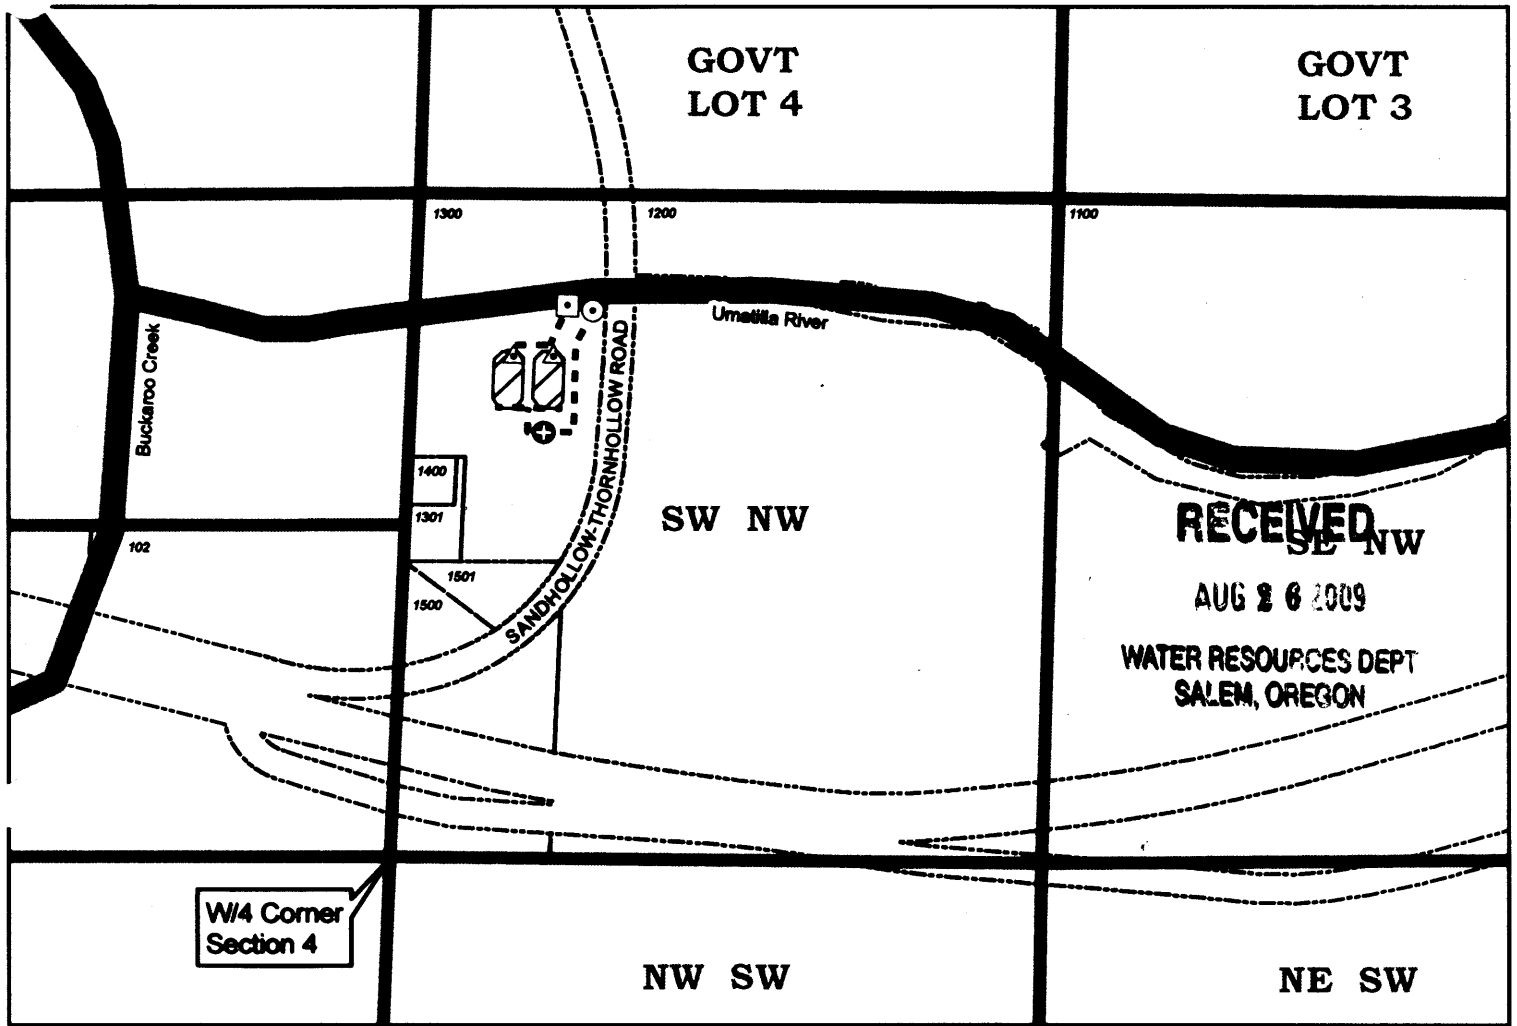 GOVT
LOT 4
GOVT
LOT 3
1300
1200
1100
Umatilla River
Buckaroo Creek
SANDHOLLOW-THORNHOLLOW ROAD
1400
1301
102
1501
1500
SW NW
RECEIVED
SE NW
AUG 26 2009
WATER RESOURCES DEPT
SALEM, OREGON
W/4 Corner
Section 4
NW SW
NE SW